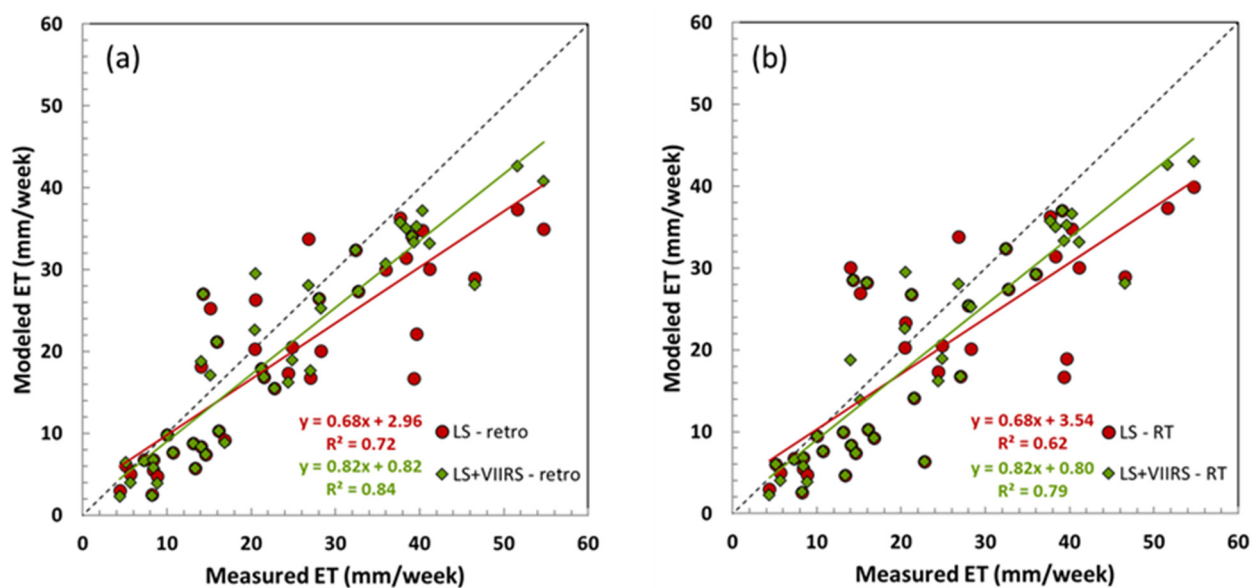 (a)
Modeled ET (mm/week)
60
50
40
30
20
10
0
y = 0.68x + 2.96
R² = 0.72
LS - retro
y = 0.82x + 0.82
R² = 0.84
LS+VIIRS - retro
0 10 20 30 40 50 60
Measured ET (mm/week)
(b)
Modeled ET (mm/week)
60
50
40
30
20
10
0
y = 0.68x + 3.54
R² = 0.62
LS - RT
y = 0.82x + 0.80
R² = 0.79
LS+VIIRS - RT
0 10 20 30 40 50 60
Measured ET (mm/week)